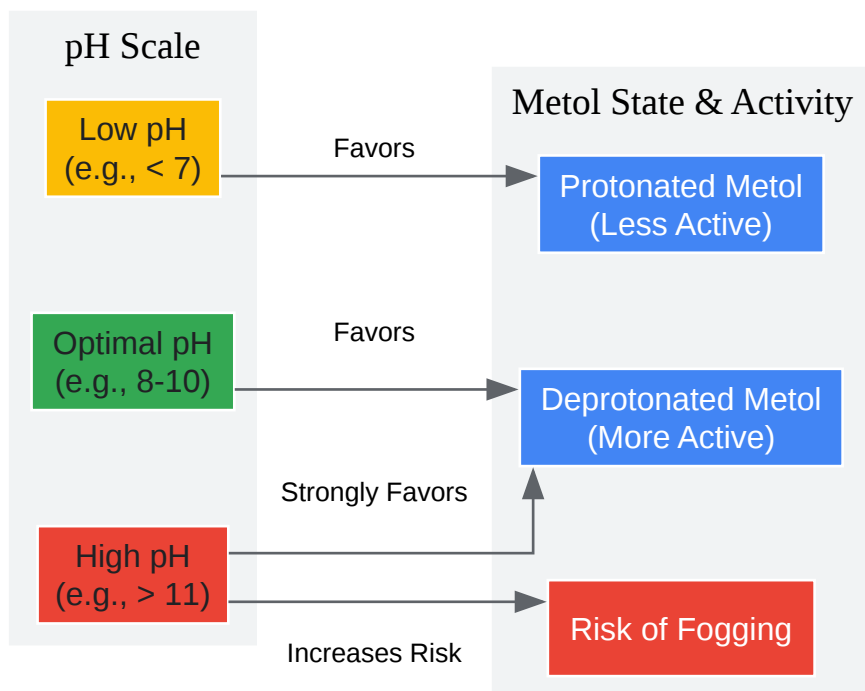 pH Scale
Low pH
(e.g., < 7)
Favors
Metol State & Activity
Protonated Metol
(Less Active)
Optimal pH
(e.g., 8-10)
Favors
Deprotonated Metol
(More Active)
Strongly Favors
High pH
(e.g., > 11)
Increases Risk
Risk of Fogging